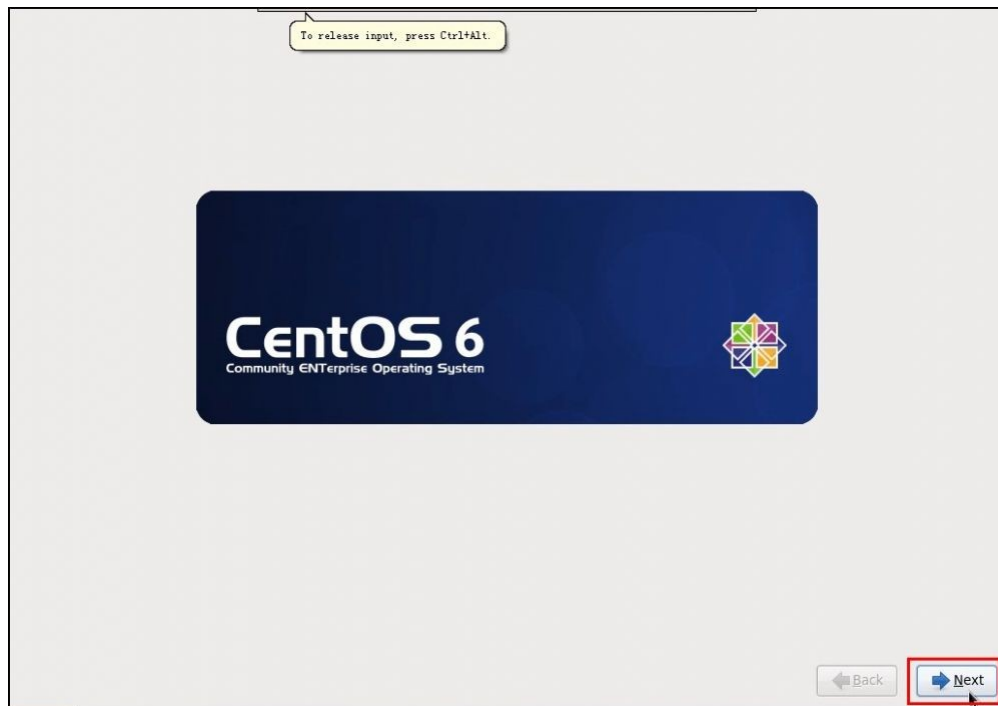 To release input, press Ctrl+Alt.
CentOS 6
Community ENTerprise Operating System
Back
Next